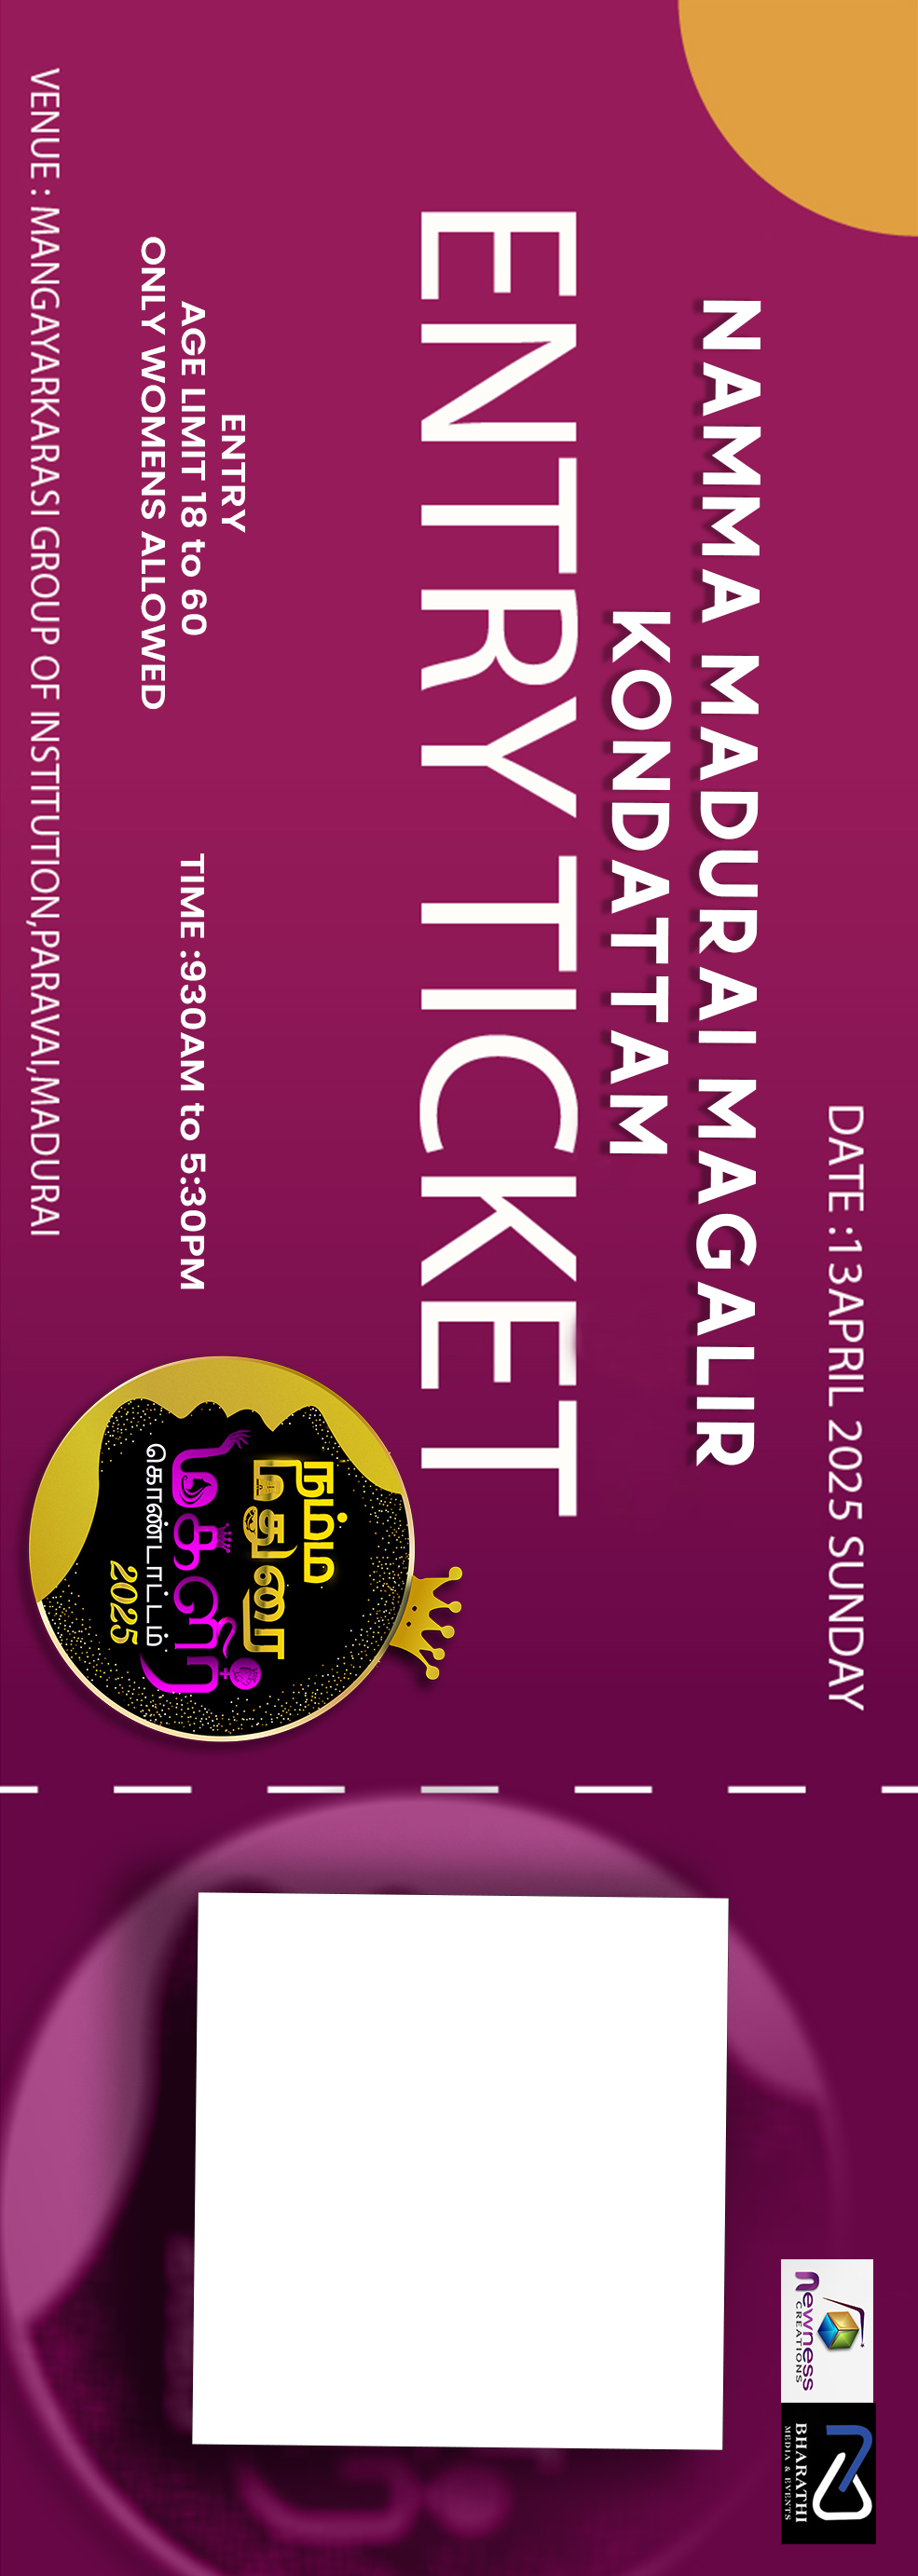 DATE :13APRIL 2025 SUNDAY
NAMMA MADURAI MAGALIR
KONDATTAM
ENTRY TICKET
ENTRY
AGE LIMIT 18 to 60
ONLY WOMENS ALLOWED
TIME :930AM to 5:30PM
VENUE : MANGAYARKARASI GROUP OF INSTITUTION,PARAVAI,MADURAI
நம்ம
மதுரை
மகளிர்
கொண்டாட்டம்
2025
newness
CREATIONS
BHARATHI
MEDIA & EVENTS